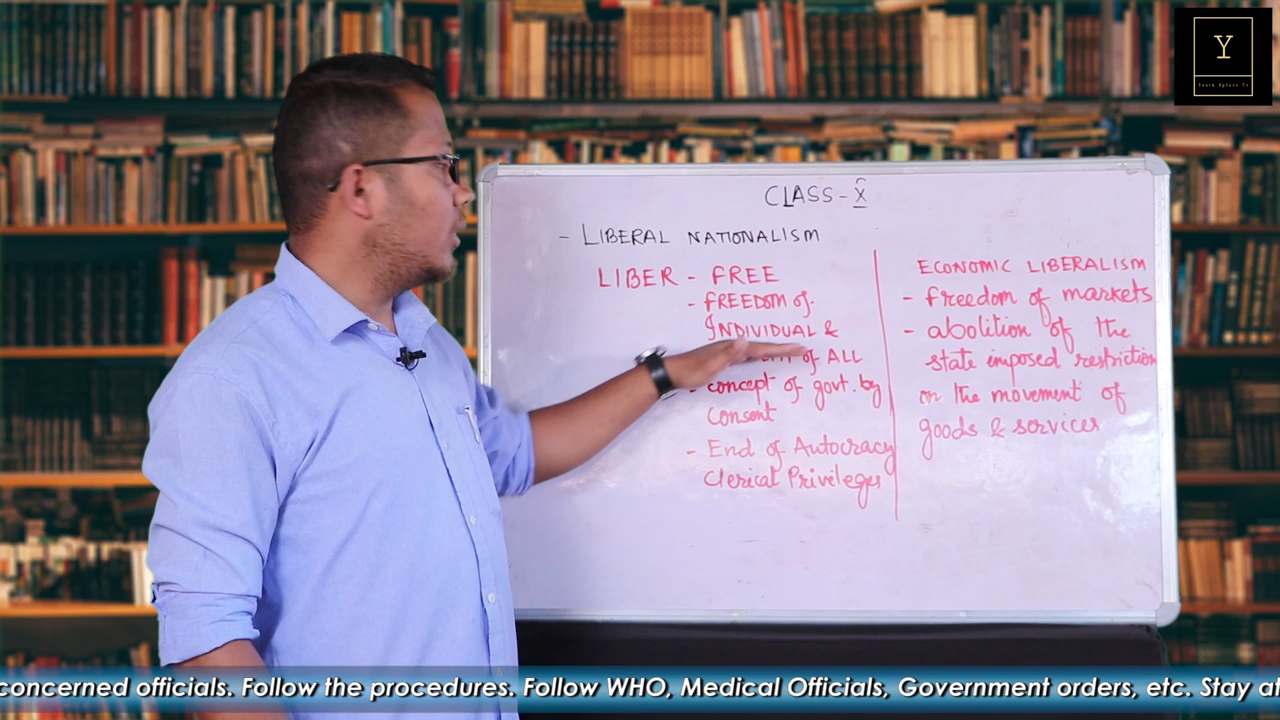 Y
CLASS-X
- LIBERAL NATIONALISM
LIBER - FREE
- FREEDOM of
INDIVIDUAL &
of ALL
- concept of govt. by
Consent
- End of Autocracy
Clerical Privileges
ECONOMIC LIBERALISM
- freedom of markets
- abolition of the
state imposed restriction
on the movement of
goods & services
concerned officials. Follow the procedures. Follow WHO, Medical Officials, Government orders, etc. Stay at